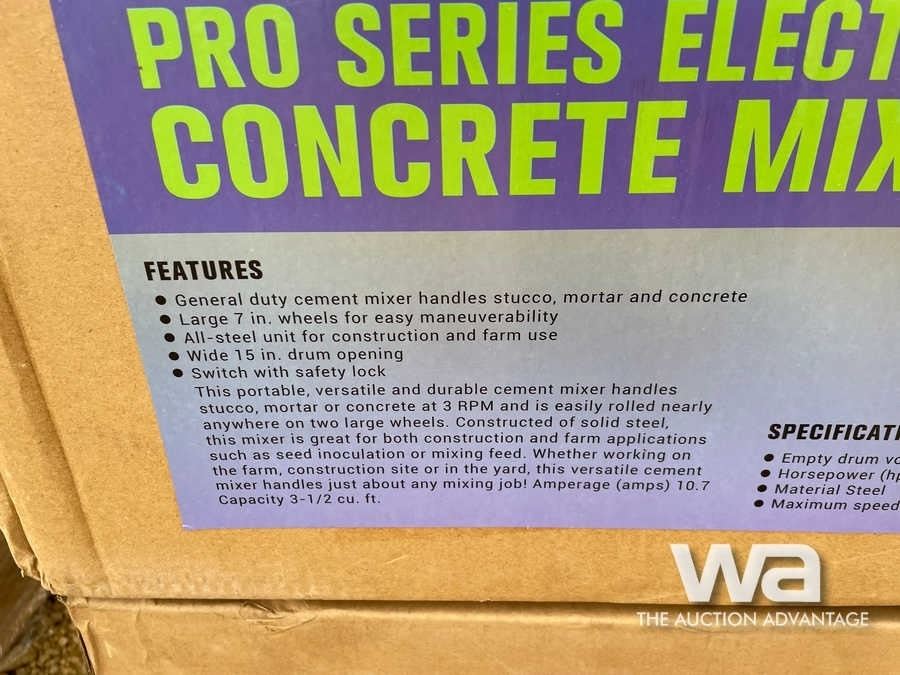 PRO SERIES
CONCRETE
FEATURES
● General duty cement mixer handles stucco, mortar and concrete
● Large 7 in. wheels for easy maneuverability
● All-steel unit for construction and farm use
● Wide 15 in. drum opening
● Switch with safety lock
This portable, versatile and durable cement mixer handles
stucco, mortar or concrete at 3 RPM and is easily rolled nearly
anywhere on two large wheels. Constructed of solid steel,
this mixer is great for both construction and farm applications
such as seed inoculation or mixing feed. Whether working on
the farm, construction site or in the yard, this versatile cement
mixer handles just about any mixing job! Amperage (amps) 10.7
Capacity 3-1/2 cu. ft.
● Empty drum
● Horsepower
● Material Steel
● Maximum speed
wa
THE AUCTION ADVANTAGE